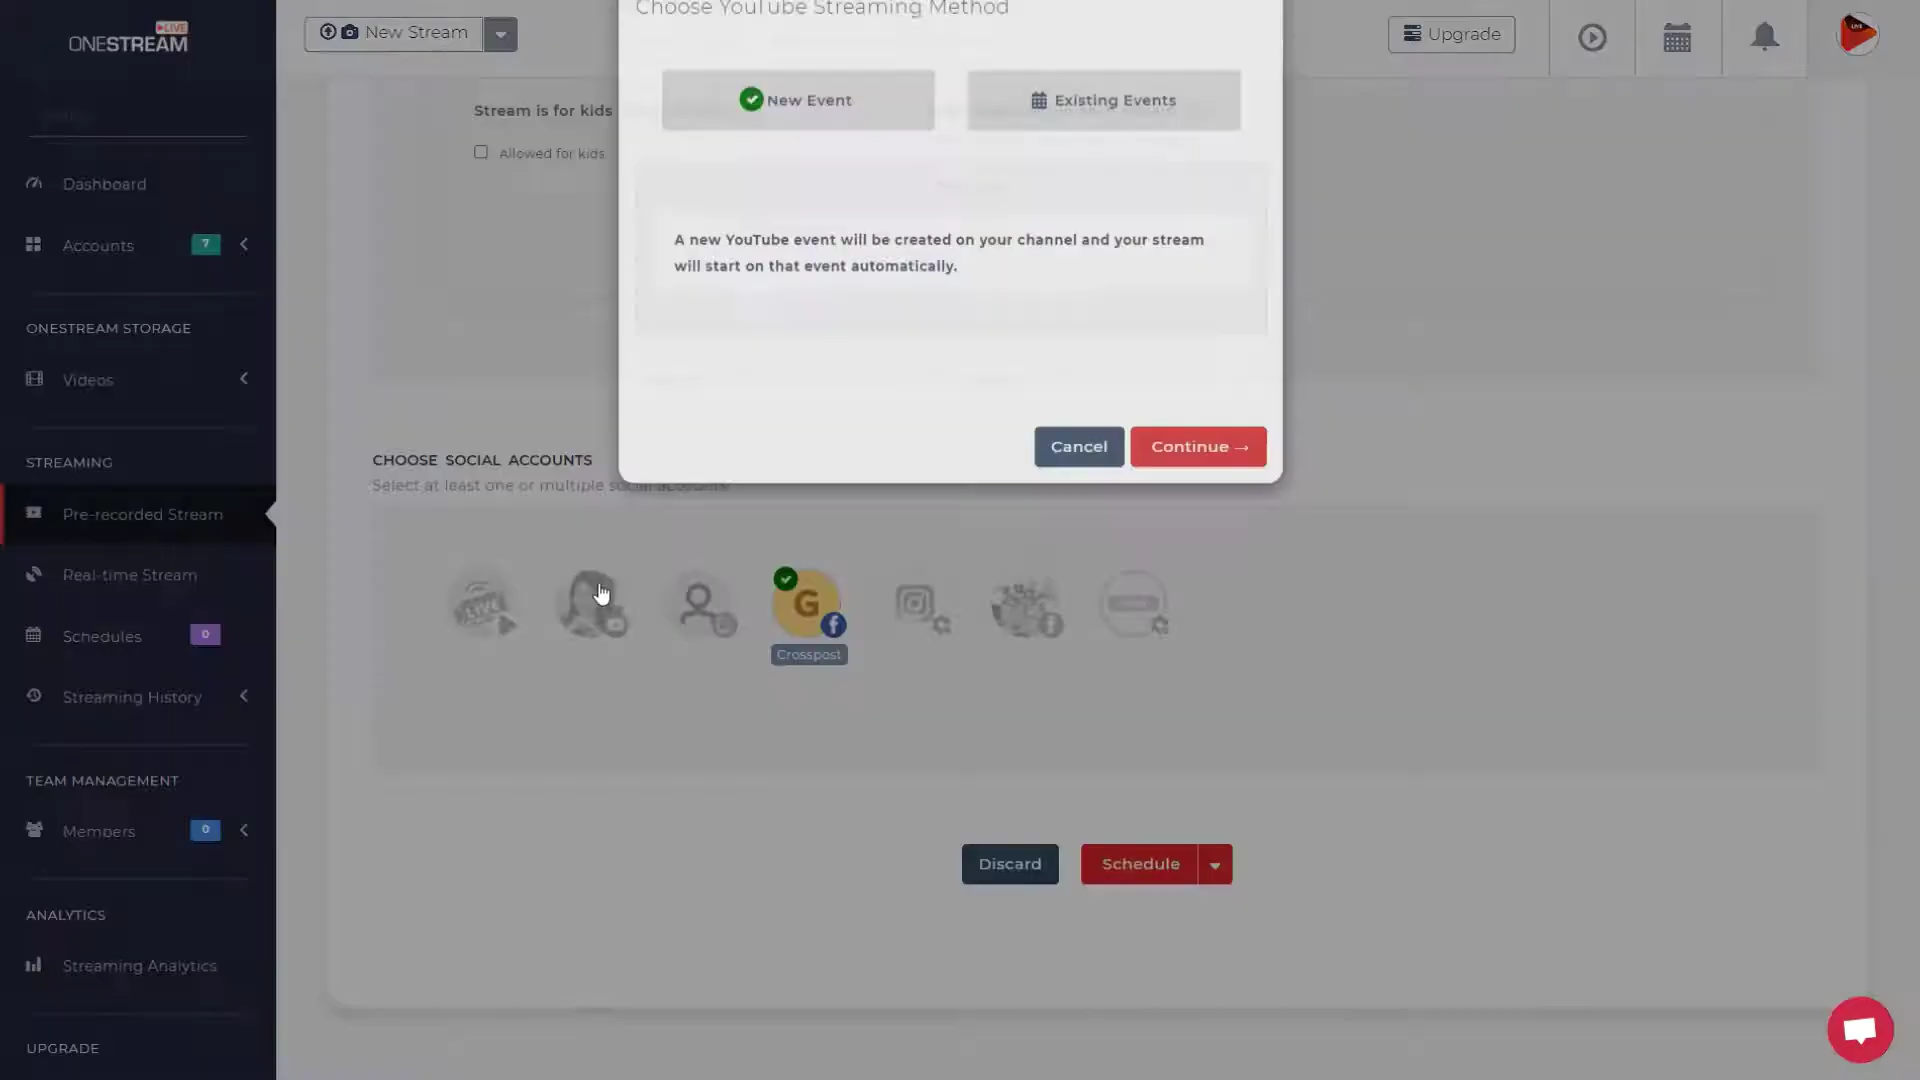 LIVE
ONESTREAM
New Stream
Upgrade
Choose YouTube Streaming Method
New Event
Existing Events
Stream is for kids
Allowed for kids
A new YouTube event will be created on your channel and your stream
will start on that event automatically.
Cancel
Continue →
Dashboard
Accounts
7
ONESTREAM STORAGE
Videos
STREAMING
Pre-recorded Stream
Real-time Stream
Schedules
0
Streaming History
TEAM MANAGEMENT
Members
0
ANALYTICS
Streaming Analytics
UPGRADE
CHOOSE SOCIAL ACCOUNTS
Select at least one or multiple social accounts.
LIVE
G
Crosspost
Discard
Schedule